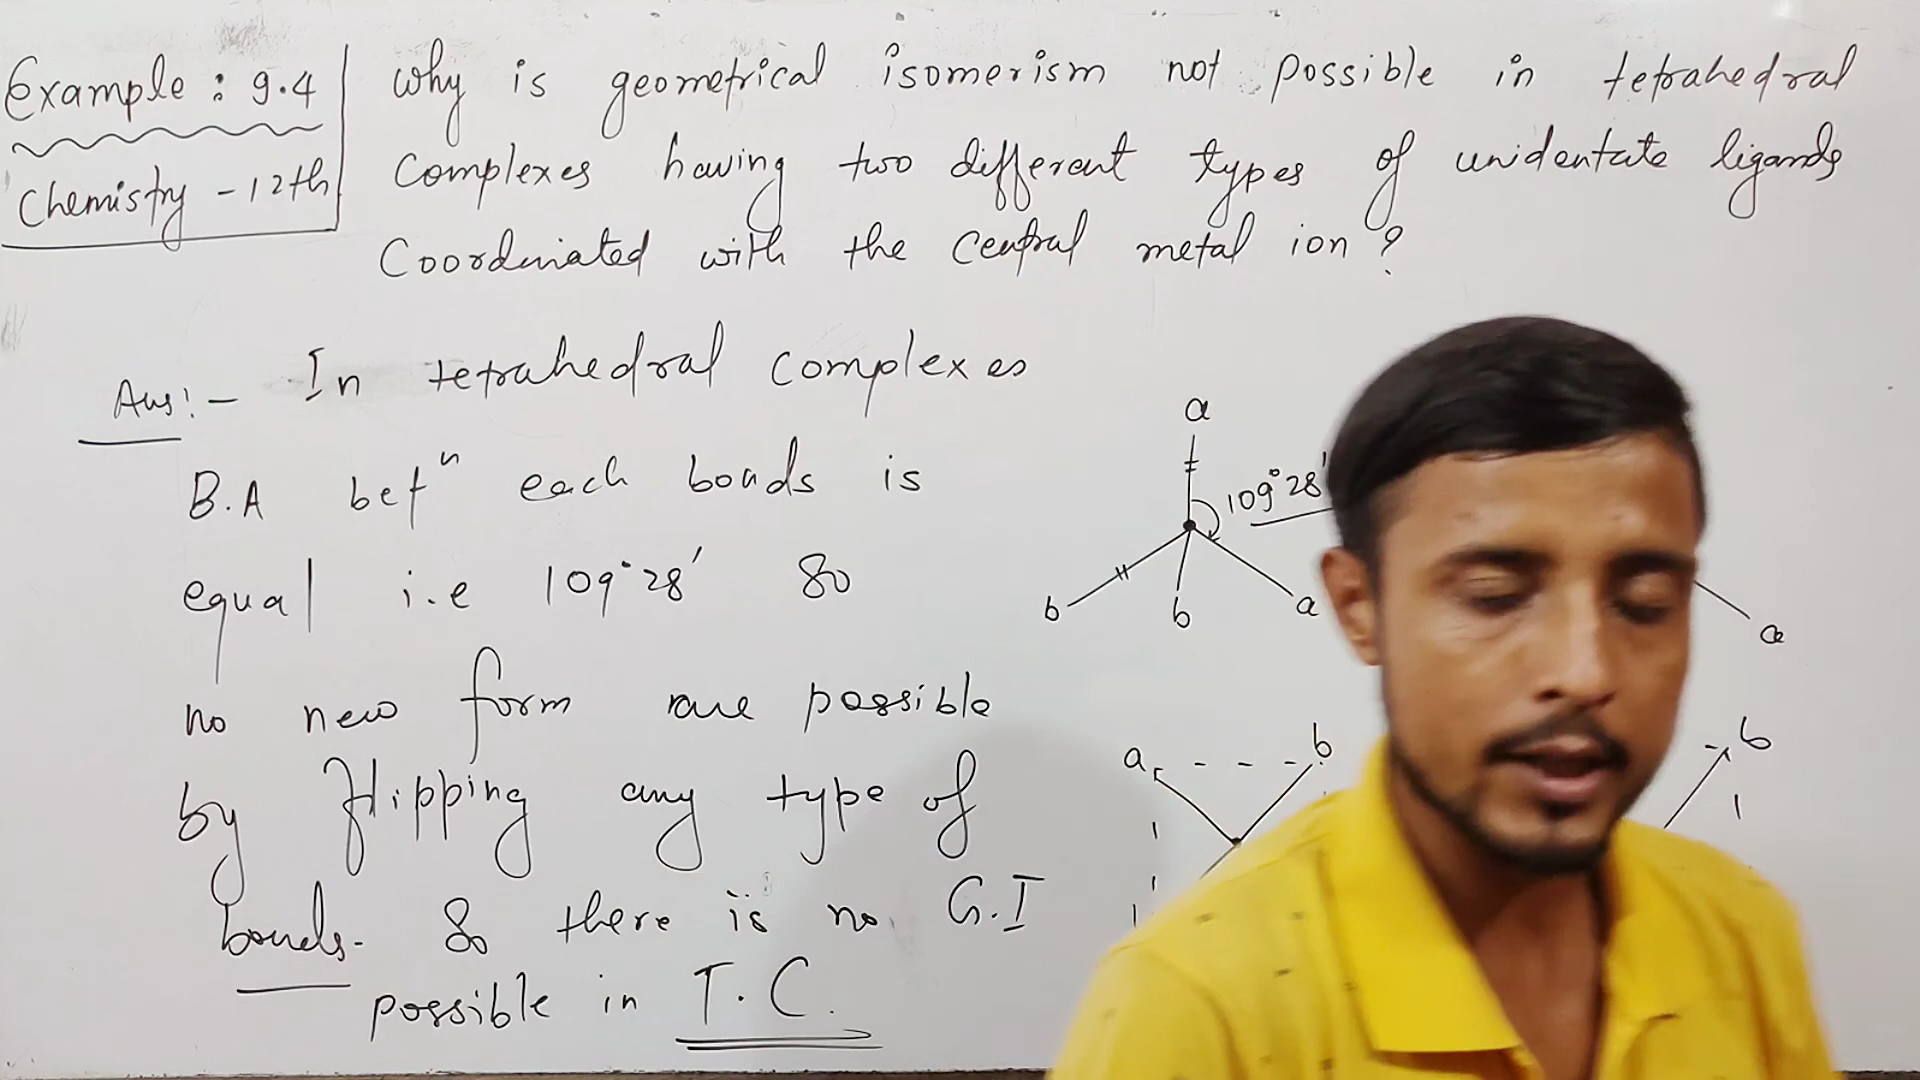 Example : 9.4
Chemistry - 12th
Why is geometrical isomerism not possible in tetrahedral
Complexes having two different types of unidentate ligands
Coordinated with the central metal ion ?
Ans:- In tetrahedral complexes
B.A betⁿ each bonds is
equal i.e 109°28' So
no new form are possible
by flipping any type of
bonds. So there is no G.I
possible in T.C.
a
109°28'
b b a
a
a b
b